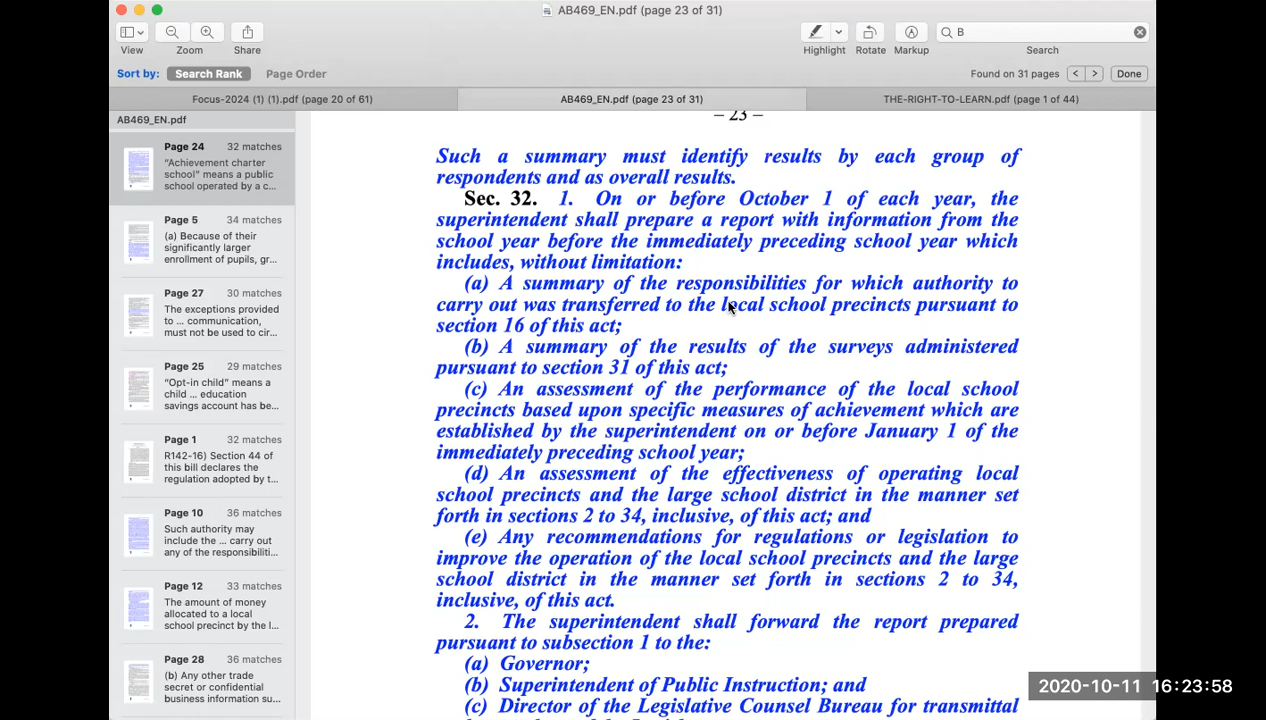 AB469_EN.pdf (page 23 of 31)
B
View
Zoom
Share
Highlight
Rotate
Markup
Search
Sort by:
Search Rank
Page Order
Found on 31 pages
<
>
Done
Focus-2024 (1) (1).pdf (page 20 of 61)
AB469_EN.pdf (page 23 of 31)
THE-RIGHT-TO-LEARN.pdf (page 1 of 44)
AB469_EN.pdf
Page 24 32 matches
"Achievement charter
school" means a public
school operated by a c...
Page 5 34 matches
(a) Because of their
significantly larger
enrollment of pupils, gr...
Page 27 30 matches
The exceptions provided
to ... communication,
must not be used to cir...
Page 25 29 matches
"Opt-in child" means a
child ... education
savings account has be...
Page 1 32 matches
R142-16) Section 44 of
this bill declares the
regulation adopted by t...
Page 10 36 matches
Such authority may
include the ... carry out
any of the responsibiliti...
Page 12 33 matches
The amount of money
allocated to a local
school precinct by the l...
Page 28 36 matches
(b) Any other trade
secret or confidential
business information su...
– 23 –
Such a summary must identify results by each group of
respondents and as overall results.
Sec. 32. 1. On or before October 1 of each year, the
superintendent shall prepare a report with information from the
school year before the immediately preceding school year which
includes, without limitation:
(a) A summary of the responsibilities for which authority to
carry out was transferred to the local school precincts pursuant to
section 16 of this act;
(b) A summary of the results of the surveys administered
pursuant to section 31 of this act;
(c) An assessment of the performance of the local school
precincts based upon specific measures of achievement which are
established by the superintendent on or before January 1 of the
immediately preceding school year;
(d) An assessment of the effectiveness of operating local
school precincts and the large school district in the manner set
forth in sections 2 to 34, inclusive, of this act; and
(e) Any recommendations for regulations or legislation to
improve the operation of the local school precincts and the large
school district in the manner set forth in sections 2 to 34,
inclusive, of this act.
2. The superintendent shall forward the report prepared
pursuant to subsection 1 to the:
(a) Governor;
(b) Superintendent of Public Instruction; and
(c) Director of the Legislative Counsel Bureau for transmittal
2020-10-11 16:23:58